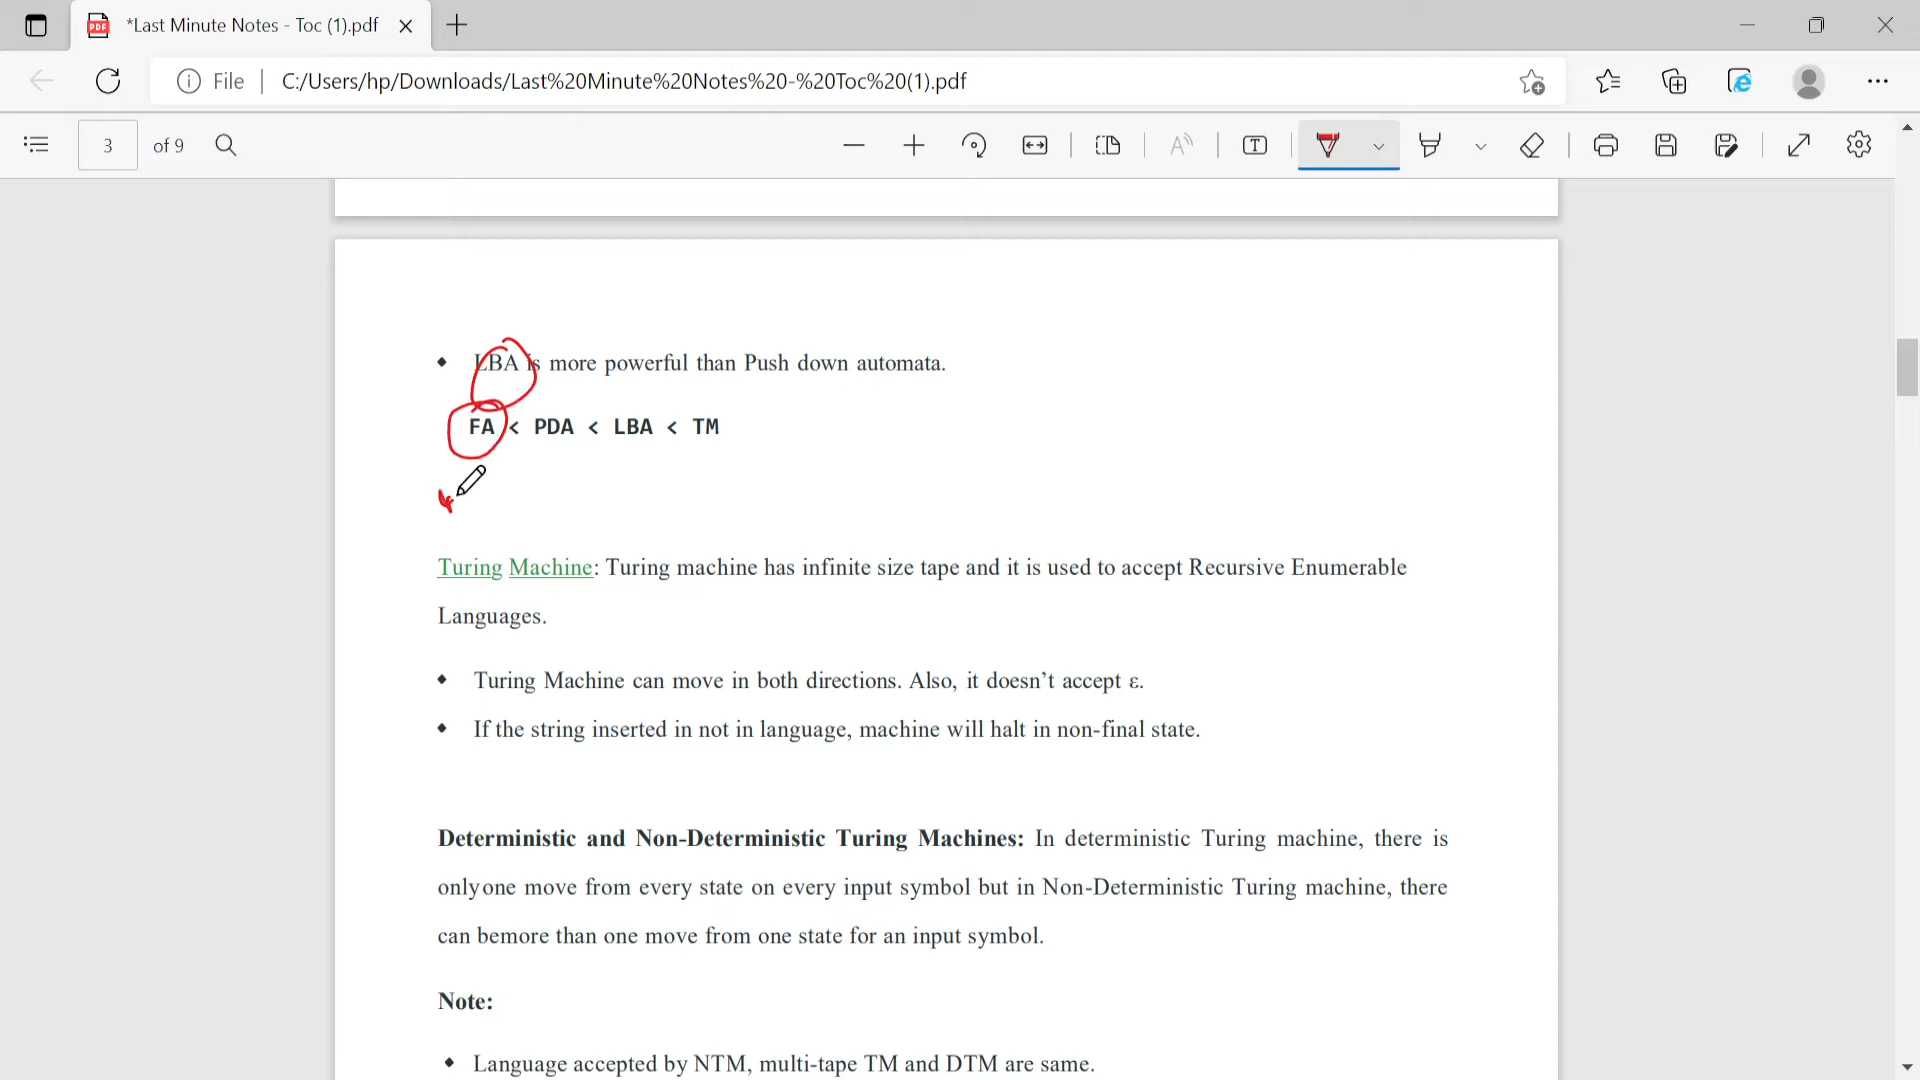 *Last Minute Notes - Toc (1).pdf
File
C:/Users/hp/Downloads/Last%20Minute%20Notes%20-%20Toc%20(1).pdf
3 of 9
LBA is more powerful than Push down automata.
FA < PDA < LBA < TM
Turing Machine: Turing machine has infinite size tape and it is used to accept Recursive Enumerable
Languages.
Turing Machine can move in both directions. Also, it doesn’t accept ε.
If the string inserted in not in language, machine will halt in non-final state.
Deterministic and Non-Deterministic Turing Machines: In deterministic Turing machine, there is
onlyone move from every state on every input symbol but in Non-Deterministic Turing machine, there
can bemore than one move from one state for an input symbol.
Note:
Language accepted by NTM, multi-tape TM and DTM are same.